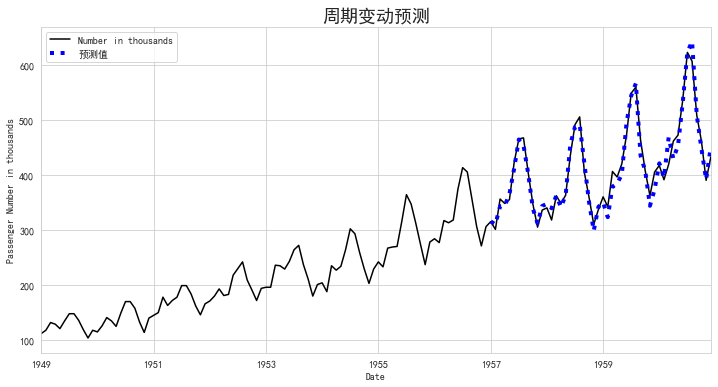 周期变动预测
Number in thousands
预测值
Passenger Number in thousands
600
500
400
300
200
100
1949
1951
1953
1955
1957
1959
Date